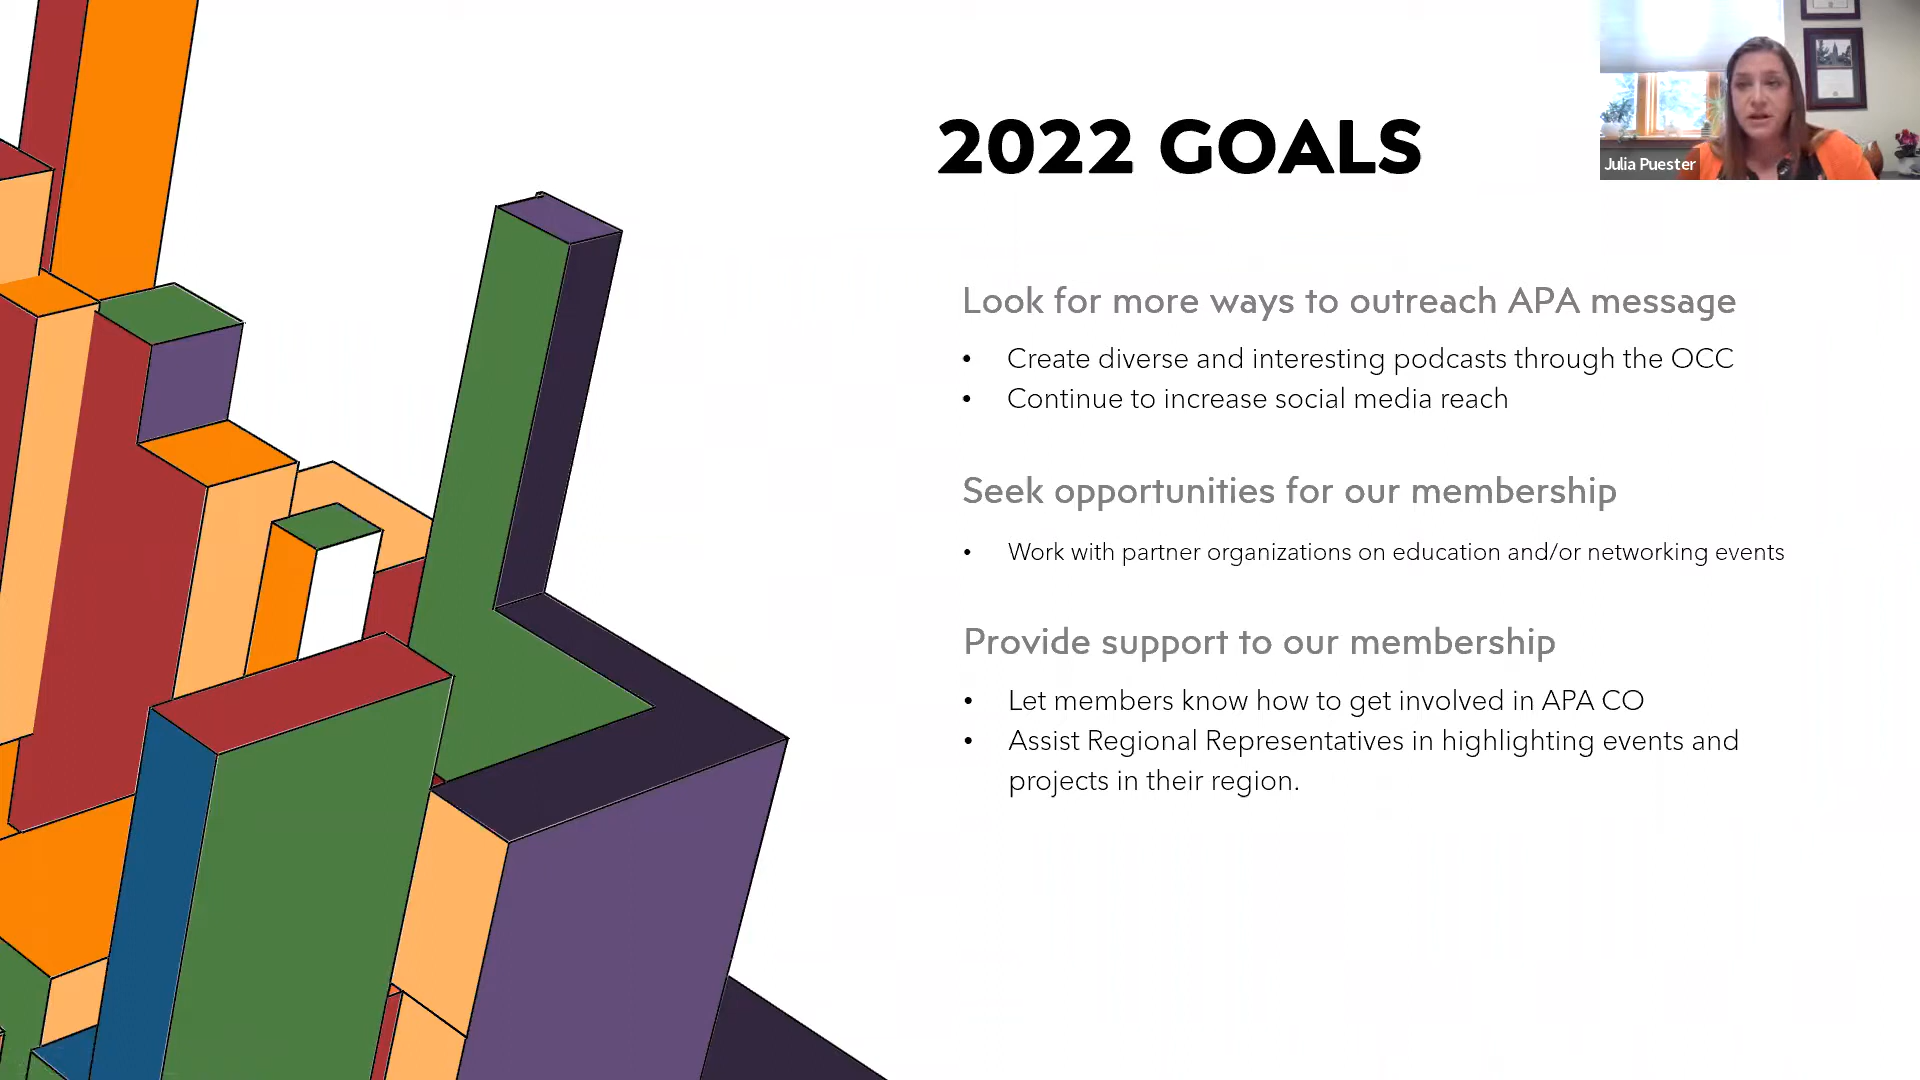 2022 GOALS
Julia Puester
Look for more ways to outreach APA message
• Create diverse and interesting podcasts through the OCC
• Continue to increase social media reach
Seek opportunities for our membership
• Work with partner organizations on education and/or networking events
Provide support to our membership
• Let members know how to get involved in APA CO
• Assist Regional Representatives in highlighting events and
projects in their region.